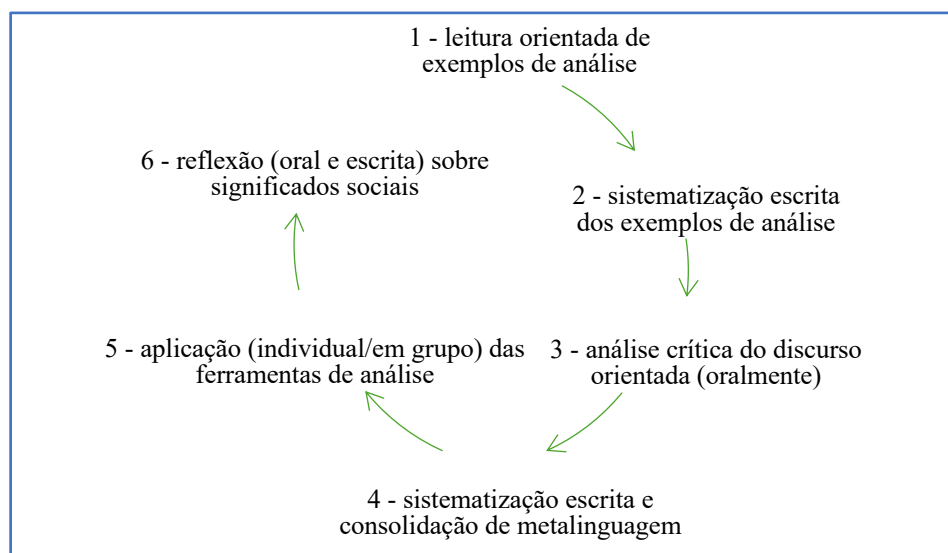 1 - leitura orientada de
exemplos de análise
2 - sistematização escrita
dos exemplos de análise
3 - análise crítica do discurso
orientada (oralmente)
4 - sistematização escrita e
consolidação de metalinguagem
5 - aplicação (individual/em grupo) das
ferramentas de análise
6 - reflexão (oral e escrita) sobre
significados sociais